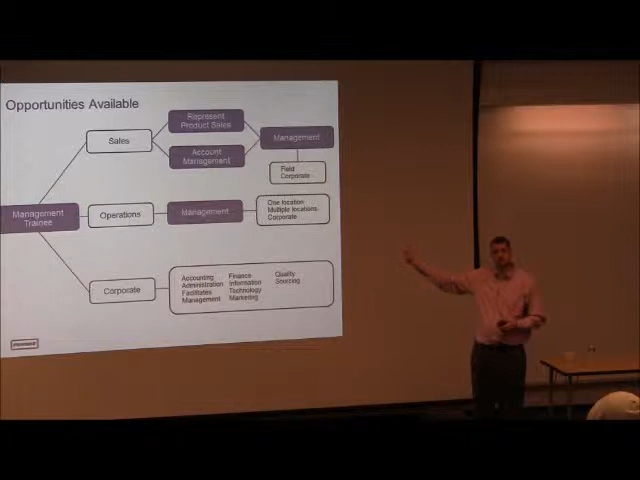 Opportunities Available
Represent
Product Sales
Sales
Management
Account
Management
Field
Corporate
Management
Trainee
Operations
Management
One location
Multiple locations
Corporate
Corporate
Accounting
Administration
Facilitates
Management
Finance
Information
Technology
Marketing
Quality
Sourcing